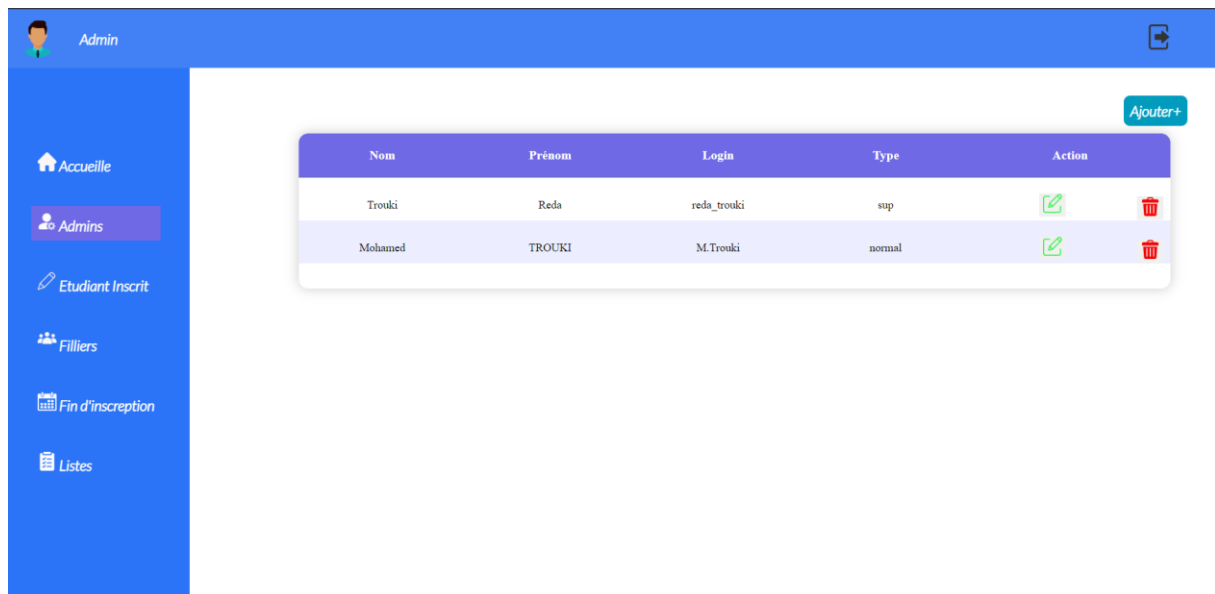 Admin
Ajouter+
Accueille
Admins
Etudiant Inscrit
Filliers
Fin d'inscreption
Listes
Nom Prénom Login Type Action
Trouki Reda reda_trouki sup
Mohamed TROUKI M.Trouki normal